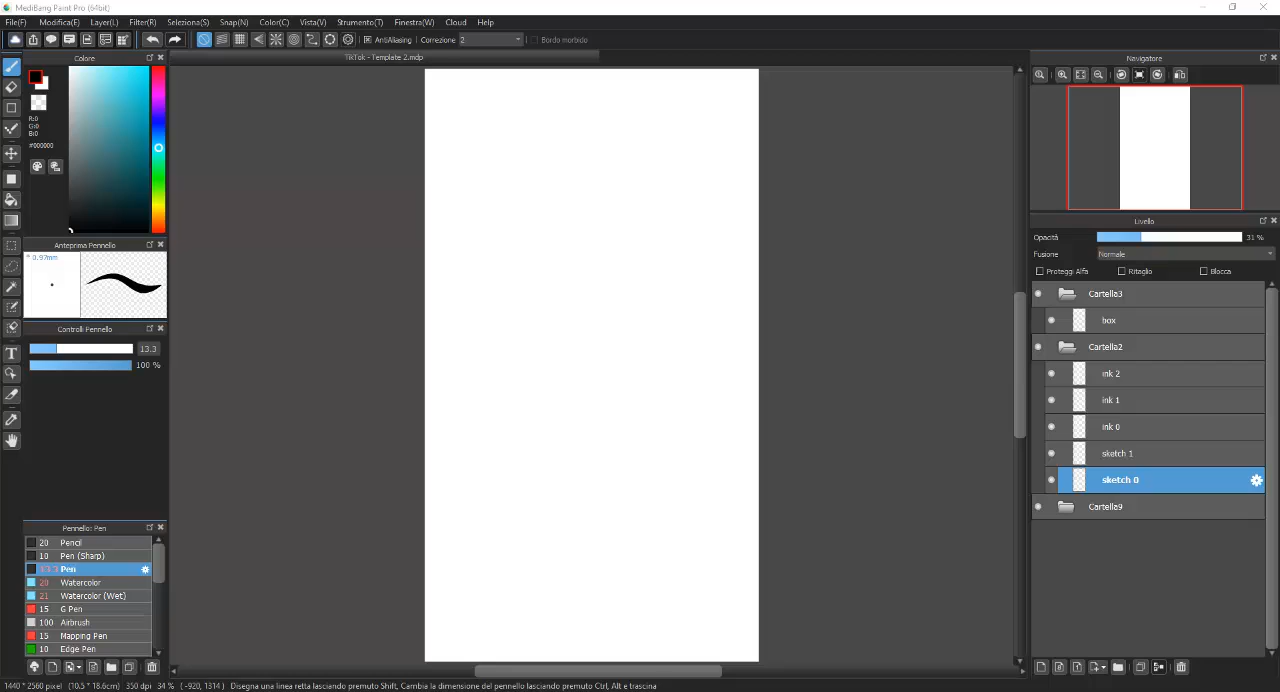 MediBang Paint Pro (64bit)
File(F) Modifica(E) Layer(L) Filter(R) Seleziona(S) Snap(N) Color(C) Vista(V) Strumento(T) Finestra(W) Cloud Help
AntiAliasing Correzione 2 Bordo morbido
Colore
TikTok - Template 2.mdp
Navigatore
R:0
G:0
B:0
#000000
Livello
Opacità 31 %
Anteprima Pennello
Fusione Normale
* 0.97mm
Proteggi Alfa Ritaglio Blocca
Cartella3
box
Controlli Pennello
Cartella2
13.3
100 %
ink 2
ink 1
ink 0
sketch 1
sketch 0
Cartella9
Pennello: Pen
20 Pencil
10 Pen (Sharp)
13.3 Pen
20 Watercolor
21 Watercolor (Wet)
15 G Pen
100 Airbrush
15 Mapping Pen
10 Edge Pen
T
1440 * 2560 pixel (10.5 * 18.6cm) 350 dpi 34 % ( -920, 1314 ) Disegna una linea retta lasciando premuto Shift, Cambia la dimensione del pennello lasciando premuto Ctrl, Alt e trascina